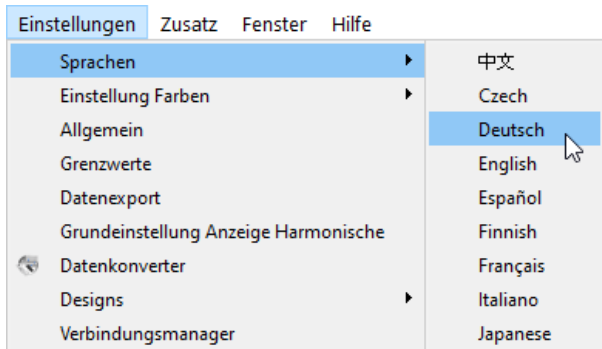 Einstellungen Zusatz Fenster Hilfe
Sprachen
Einstellung Farben
Allgemein
Grenzwerte
Datenexport
Grundeinstellung Anzeige Harmonische
Datenkonverter
Designs
Verbindungsmanager
中文
Czech
Deutsch
English
Español
Finnish
Français
Italiano
Japanese